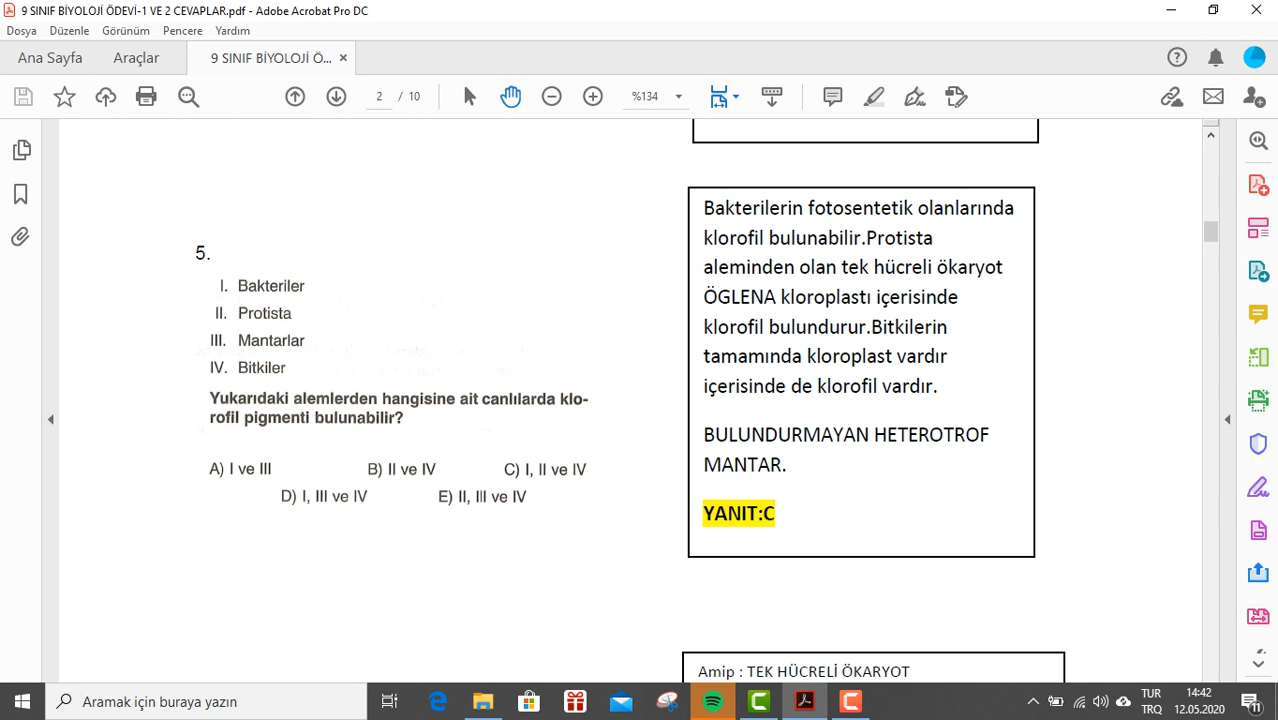 9 SINIF BİYOLOJİ ÖDEVİ-1 VE 2 CEVAPLAR.pdf - Adobe Acrobat Pro DC
Dosya Düzenle Görünüm Pencere Yardım
Ana Sayfa Araçlar 9 SINIF BİYOLOJİ Ö... ×
2 / 10 %134
5.
I. Bakteriler
II. Protista
III. Mantarlar
IV. Bitkiler
Yukarıdaki alemlerden hangisine ait canlılarda klo-
rofil pigmenti bulunabilir?
A) I ve III B) II ve IV C) I, II ve IV
D) I, III ve IV E) II, III ve IV
Bakterilerin fotosentetik olanlarında
klorofil bulunabilir.Protista
aleminden olan tek hücreli ökaryot
ÖGLENA kloroplastı içerisinde
klorofil bulundurur.Bitkilerin
tamamında kloroplast vardır
içerisinde de klorofil vardır.
BULUNDURMAYAN HETEROTROF
MANTAR.
YANIT:C
Amip : TEK HÜCRELİ ÖKARYOT
Aramak için buraya yazın
TUR 14:42
TRQ 12.05.2020
11